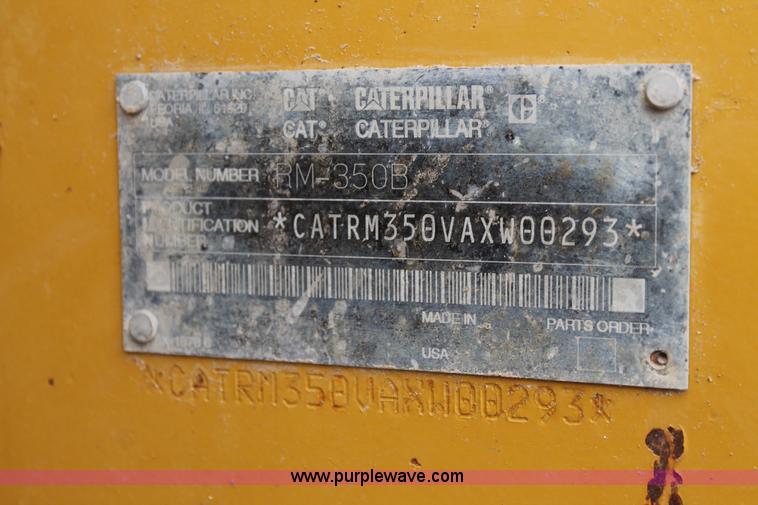 CATERPILLAR INC.
PEORIA IL 61629
USA
CAT CATERPILLAR®
CAT® CATERPILLAR®
MODEL NUMBER RM-350B
PRODUCT
IDENTIFICATION
NUMBER
*CATRM350VAXW00293*
MADE IN
USA
PARTS ORDER
*CATRM350VAXW00293*
www.purplewave.com